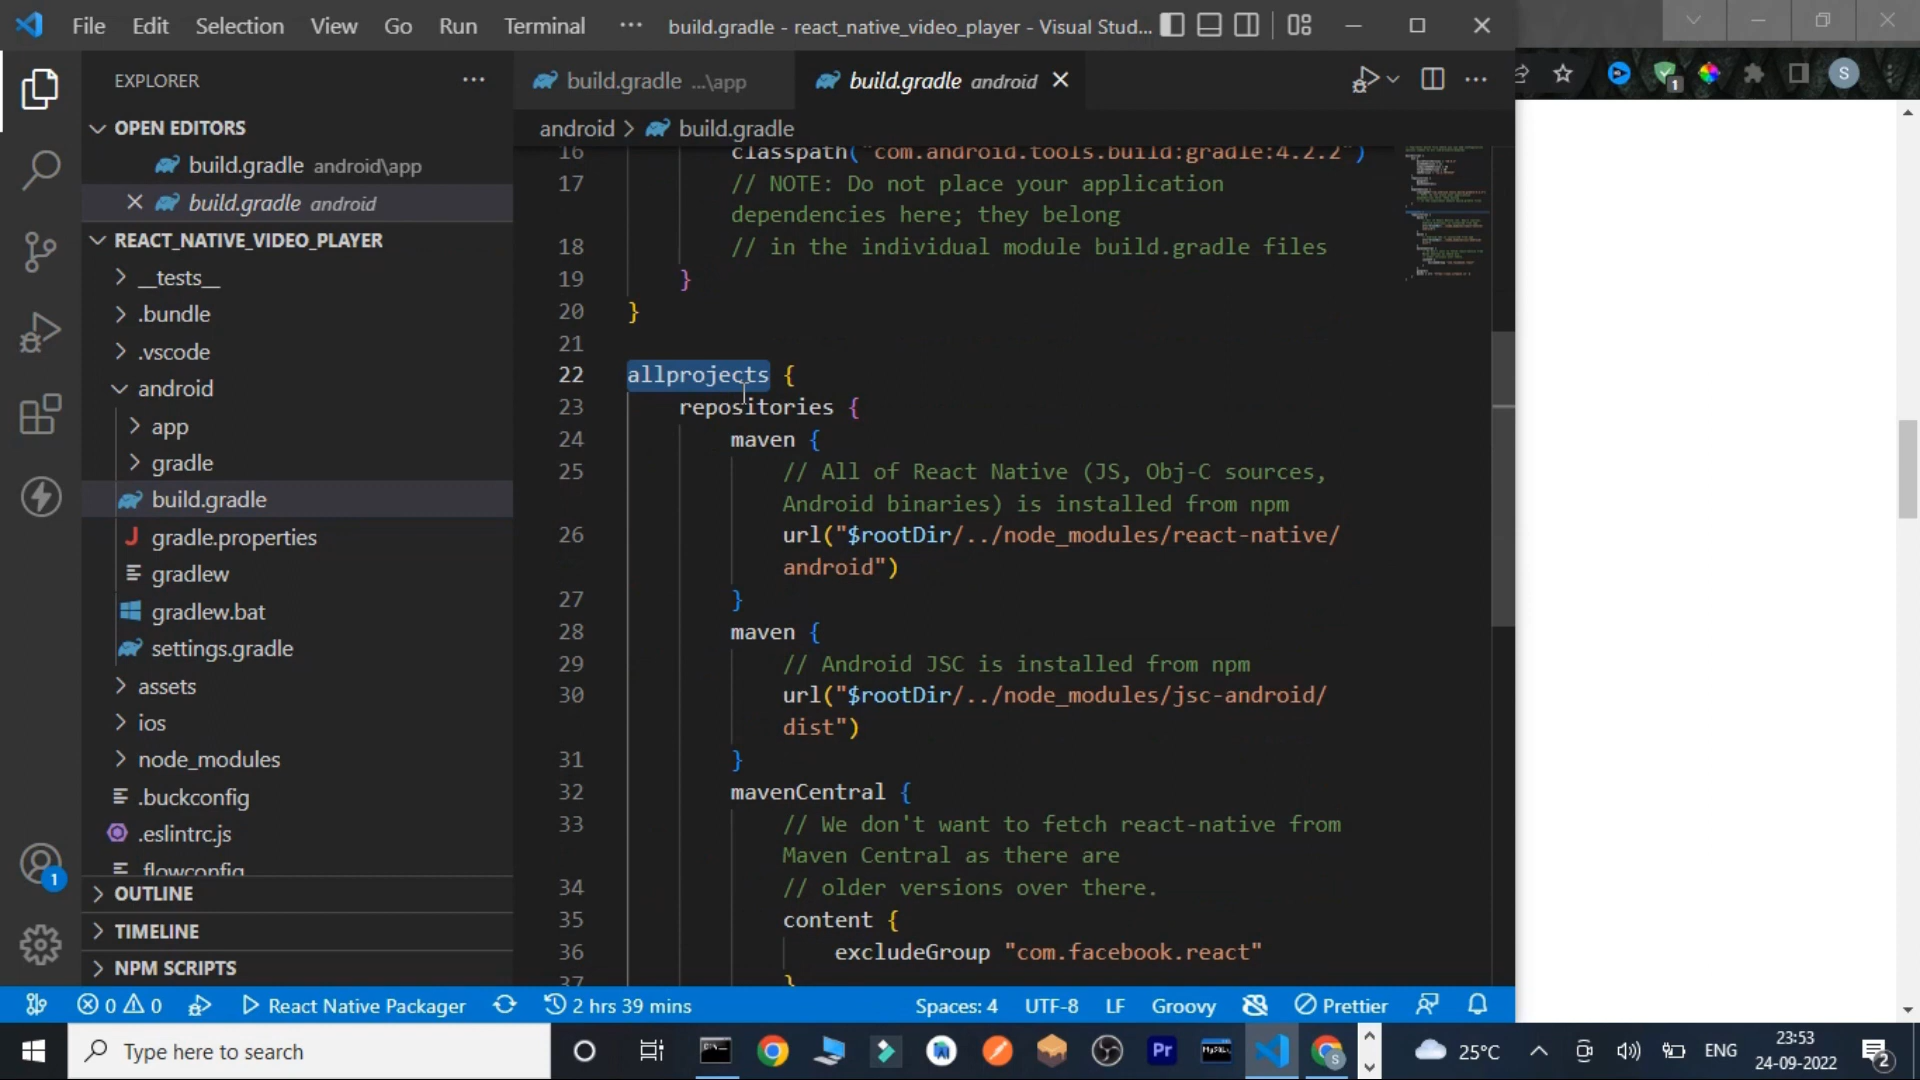 File Edit Selection View Go Run Terminal ··· build.gradle - react_native_video_player - Visual Stud...
EXPLORER ···
OPEN EDITORS
build.gradle android\app
build.gradle android
REACT_NATIVE_VIDEO_PLAYER
__tests__
.bundle
.vscode
android
app
gradle
build.gradle
gradle.properties
gradlew
gradlew.bat
settings.gradle
assets
ios
node_modules
.buckconfig
.eslintrc.js
.flowconfig
OUTLINE
TIMELINE
NPM SCRIPTS
build.gradle ...\app build.gradle android
android > build.gradle
16 classpath("com.android.tools.build:gradle:4.2.2")
17 // NOTE: Do not place your application
dependencies here; they belong
18 // in the individual module build.gradle files
19 }
20 }
21
22 allprojects {
23 repositories {
24 maven {
25 // All of React Native (JS, Obj-C sources,
Android binaries) is installed from npm
26 url("$rootDir/../node_modules/react-native/
android")
27 }
28 maven {
29 // Android JSC is installed from npm
30 url("$rootDir/../node_modules/jsc-android/
dist")
31 }
32 mavenCentral {
33 // We don't want to fetch react-native from
Maven Central as there are
34 // older versions over there.
35 content {
36 excludeGroup "com.facebook.react"
37 }
1
S
1
0 0 React Native Packager 2 hrs 39 mins Spaces: 4 UTF-8 LF Groovy Prettier
Type here to search
Pr
MySQL
S
25°C ENG 23:53
24-09-2022
2